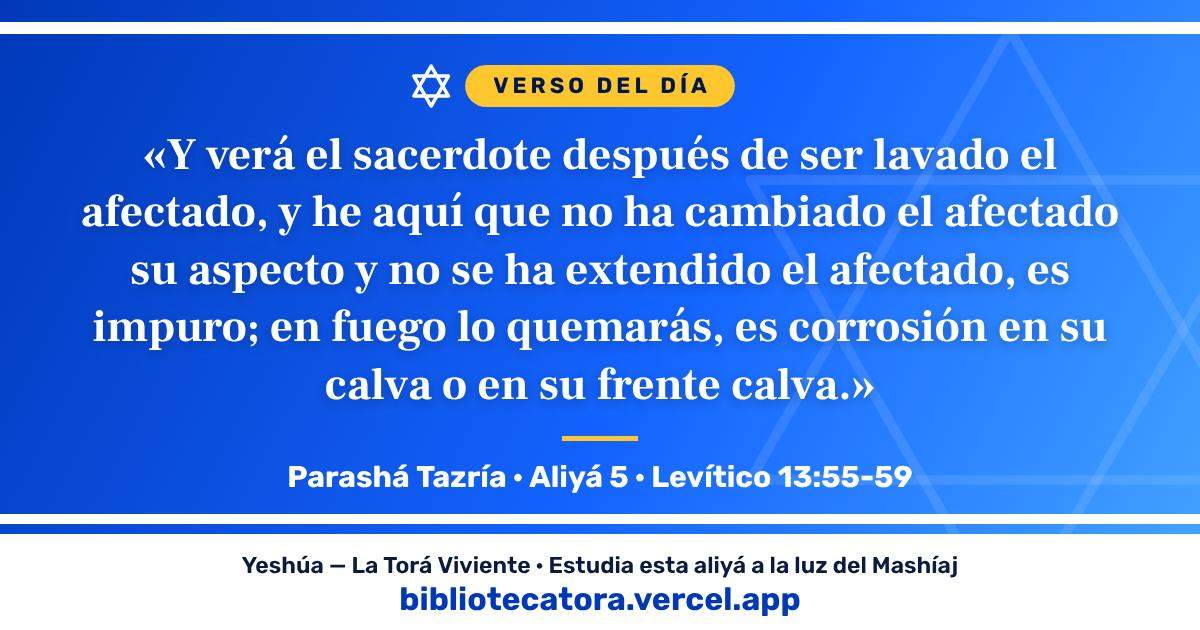 VERSO DEL DÍA
«Y verá el sacerdote después de ser lavado el
afectado, y he aquí que no ha cambiado el afectado
su aspecto y no se ha extendido el afectado, es
impuro; en fuego lo quemarás, es corrosión en su
calva o en su frente calva.»
Parashá Tazría • Aliyá 5 • Levítico 13:55-59
Yeshúa — La Torá Viviente • Estudia esta aliyá a la luz del Mashíaj
bibliotecatora.vercel.app